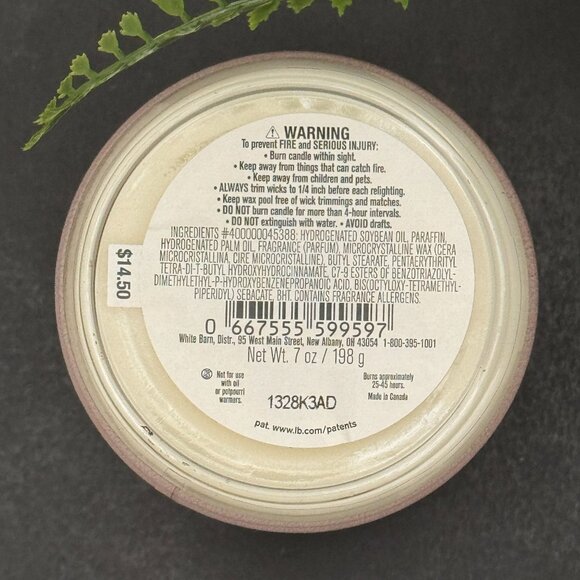 ⚠ WARNING
To prevent FIRE and SERIOUS INJURY:
• Burn candle within sight.
• Keep away from things that can catch fire.
• Keep away from children and pets.
• ALWAYS trim wicks to 1/4 inch before each relighting.
• Keep wax pool free of wick trimmings and matches.
• DO NOT burn candle for more than 4-hour intervals.
• DO NOT extinguish with water. • AVOID drafts.
INGREDIENTS #400000045388: HYDROGENATED SOYBEAN OIL, PARAFFIN,
HYDROGENATED PALM OIL, FRAGRANCE (PARFUM), MICROCRYSTALLINE WAX (CERA
MICROCRISTALLINA, CIRE MICROCRISTALLINE), BUTYL STEARATE, PENTAERYTHRITYL
TETRA-DI-T-BUTYL HYDROXYHYDROCINNAMATE, C7-9 ESTERS OF BENZOTRIAZOLYL-
DIMETHYLETHYL-P-HYDROXYBENZENEPROPANOIC ACID, BIS(OCTYLOXY-TETRAMETHYL-
PIPERIDYL) SEBACATE, BHT. CONTAINS FRAGRANCE ALLERGENS.
$14.50
0 667555 599597
White Barn, Distr., 95 West Main Street, New Albany, OH 43054 1-800-395-1001
Net Wt. 7 oz / 198 g
Not for use
with oil
or potpourri
warmers.
Burns approximately
25-45 hours.
Made in Canada
1328K3AD
pat. www.lb.com/patents